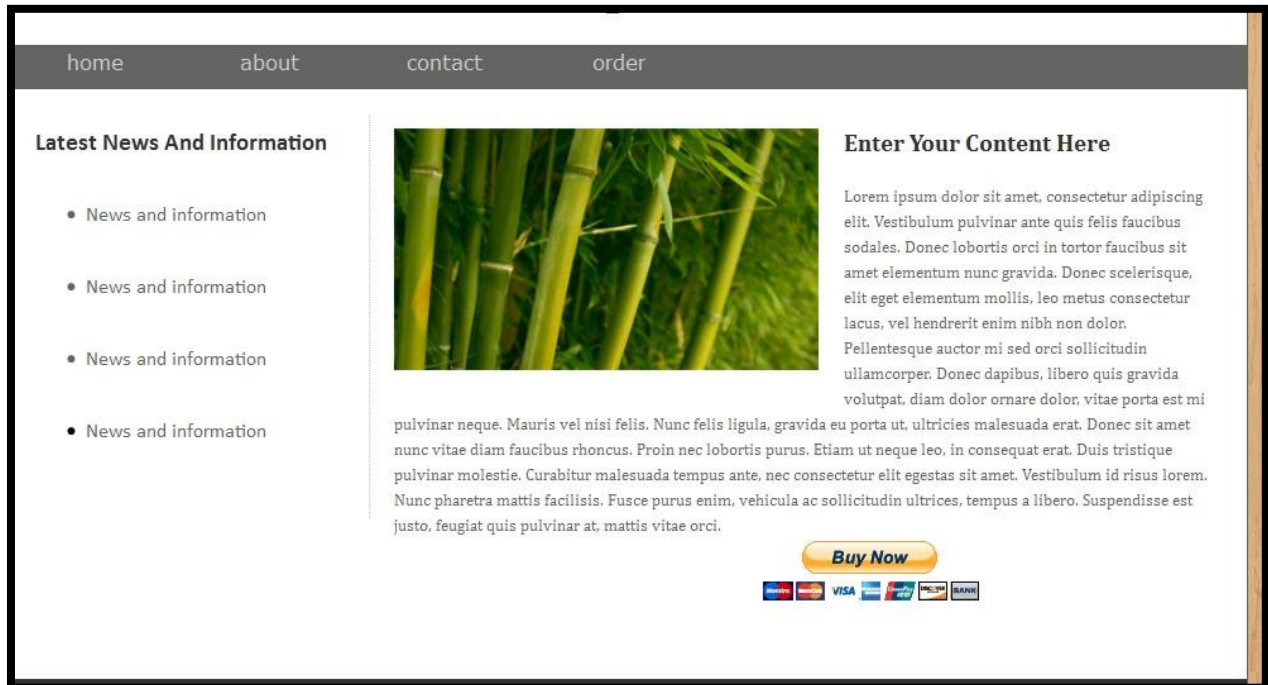 home about contact order
Latest News And Information
News and information
News and information
News and information
News and information
Enter Your Content Here
Lorem ipsum dolor sit amet, consectetur adipiscing
elit. Vestibulum pulvinar ante quis felis faucibus
sodales. Donec lobortis orci in tortor faucibus sit
amet elementum nunc gravida. Donec scelerisque,
elit eget elementum mollis, leo metus consectetur
lacus, vel hendrerit enim nibh non dolor.
Pellentesque auctor mi sed orci sollicitudin
ullamcorper. Donec dapibus, libero quis gravida
volutpat, diam dolor ornare dolor, vitae porta est mi
pulvinar neque. Mauris vel nisi felis. Nunc felis ligula, gravida eu porta ut, ultricies malesuada erat. Donec sit amet
nunc vitae diam faucibus rhoncus. Proin nec lobortis purus. Etiam ut neque leo, in consequat erat. Duis tristique
pulvinar molestie. Curabitur malesuada tempus ante, nec consectetur elit egestas sit amet. Vestibulum id risus lorem.
Nunc pharetra mattis facilisis. Fusce purus enim, vehicula ac sollicitudin ultrices, tempus a libero. Suspendisse est
justo, feugiat quis pulvinar at, mattis vitae orci.
Buy Now
VISA BANK